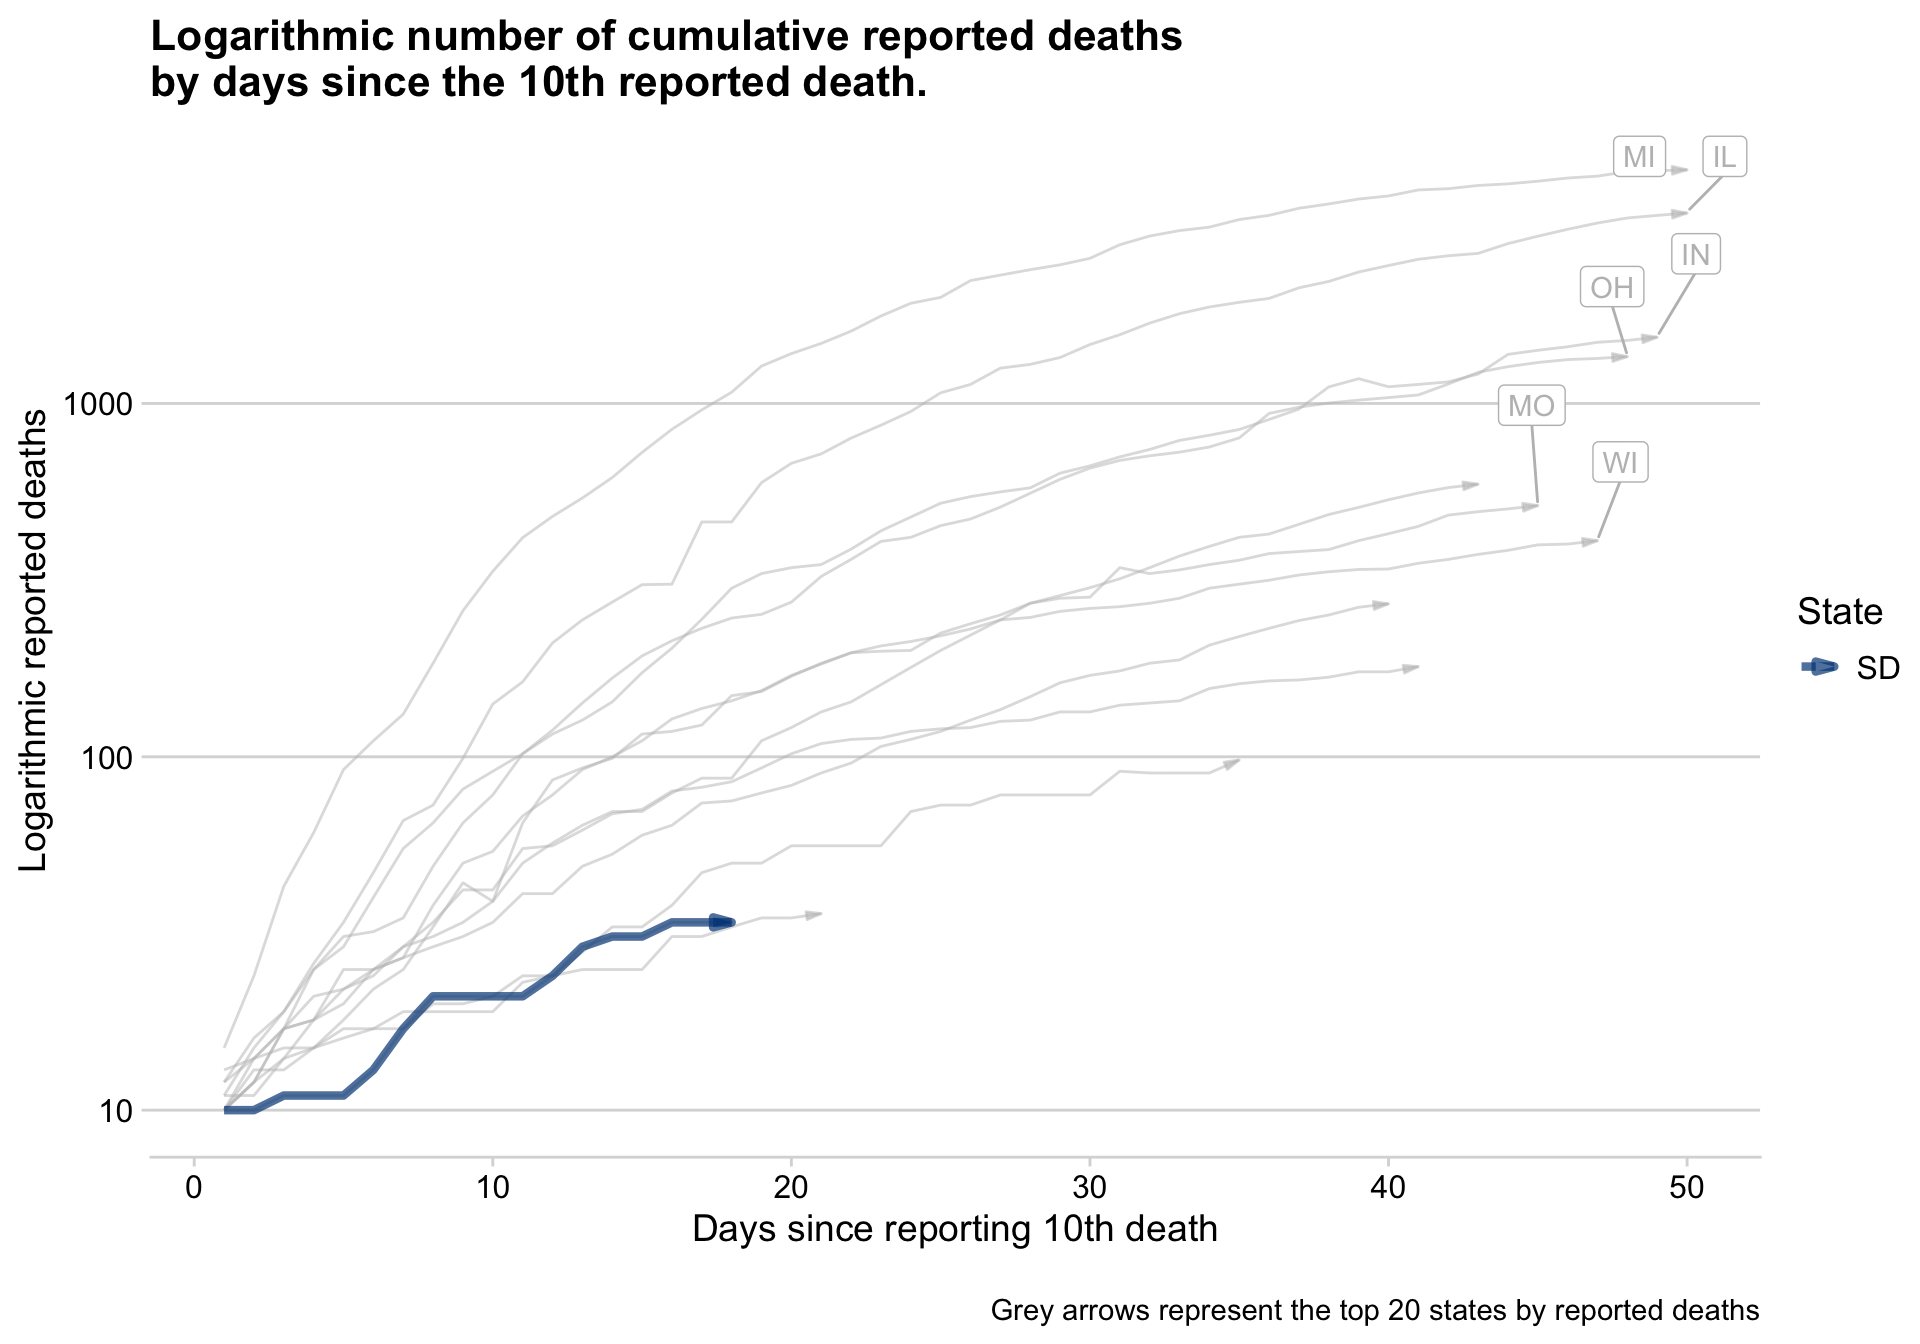 Logarithmic number of cumulative reported deaths
by days since the 10th reported death.
MI
IL
IN
OH
MO
WI
1000
100
10
Logarithmic reported deaths
0 10 20 30 40 50
Days since reporting 10th death
State
SD
Grey arrows represent the top 20 states by reported deaths